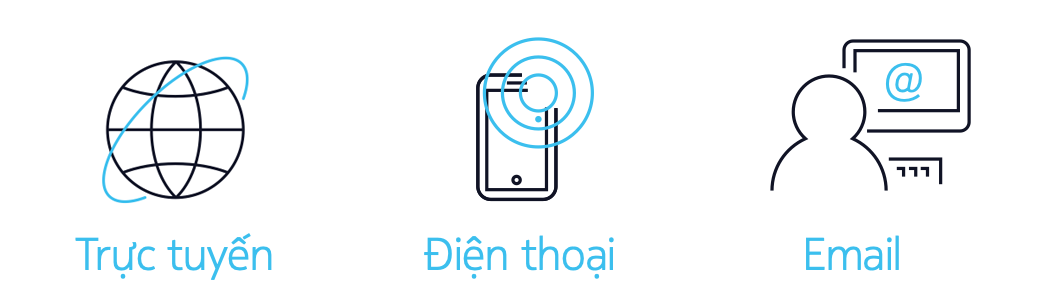 @
Trực tuyến
Điện thoại
Email